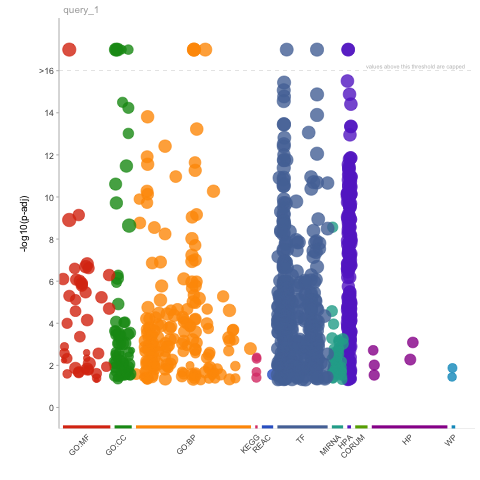 query_1
values above this threshold are capped
>16
14
12
10
8
6
4
2
0
-log10(p-adj)
GO:MF
GO:CC
GO:BP
KEGG
REAC
TF
MIRNA
HPA
CORUM
HP
WP